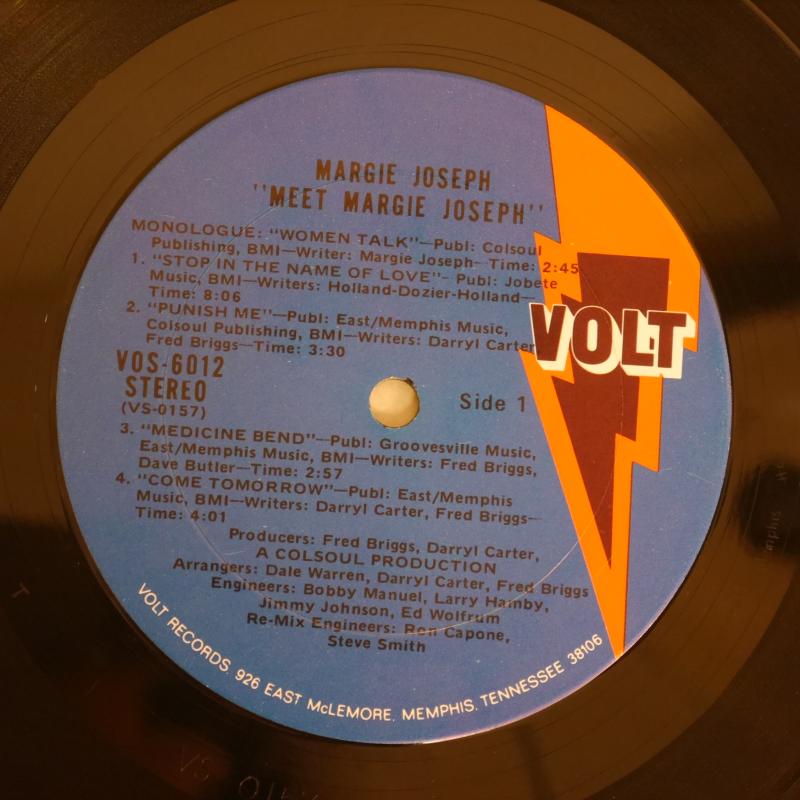 MARGIE JOSEPH
"MEET MARGIE JOSEPH"
MONOLOGUE: "WOMEN TALK"—Publ: Colsoul
Publishing, BMI—Writer: Margie Joseph—Time: 2:45
1. "STOP IN THE NAME OF LOVE"—Publ: Jobete
Music, BMI—Writers: Holland-Dozier-Holland—
Time: 8:06
2. "PUNISH ME"—Publ: East/Memphis Music,
Colsoul Publishing, BMI—Writers: Darryl Carter
Fred Briggs—Time: 3:30
VOLT
VOS-6012
STEREO
(VS-0157)
Side 1
3. "MEDICINE BEND"—Publ: Groovesville Music,
East/Memphis Music, BMI—Writers: Fred Briggs,
Dave Butler—Time: 2:57
4. "COME TOMORROW"—Publ: East/Memphis
Music, BMI—Writers: Darryl Carter, Fred Briggs—
Time: 4:01
Producers: Fred Briggs, Darryl Carter,
A COLSOUL PRODUCTION
Arrangers: Dale Warren, Darryl Carter, Fred Briggs
Engineers: Bobby Manuel, Larry Hamby,
Jimmy Johnson, Ed Wolfrum
Re-Mix Engineers: Ron Capone,
Steve Smith
VOLT RECORDS, 926 EAST McLEMORE, MEMPHIS, TENNESSEE 38106